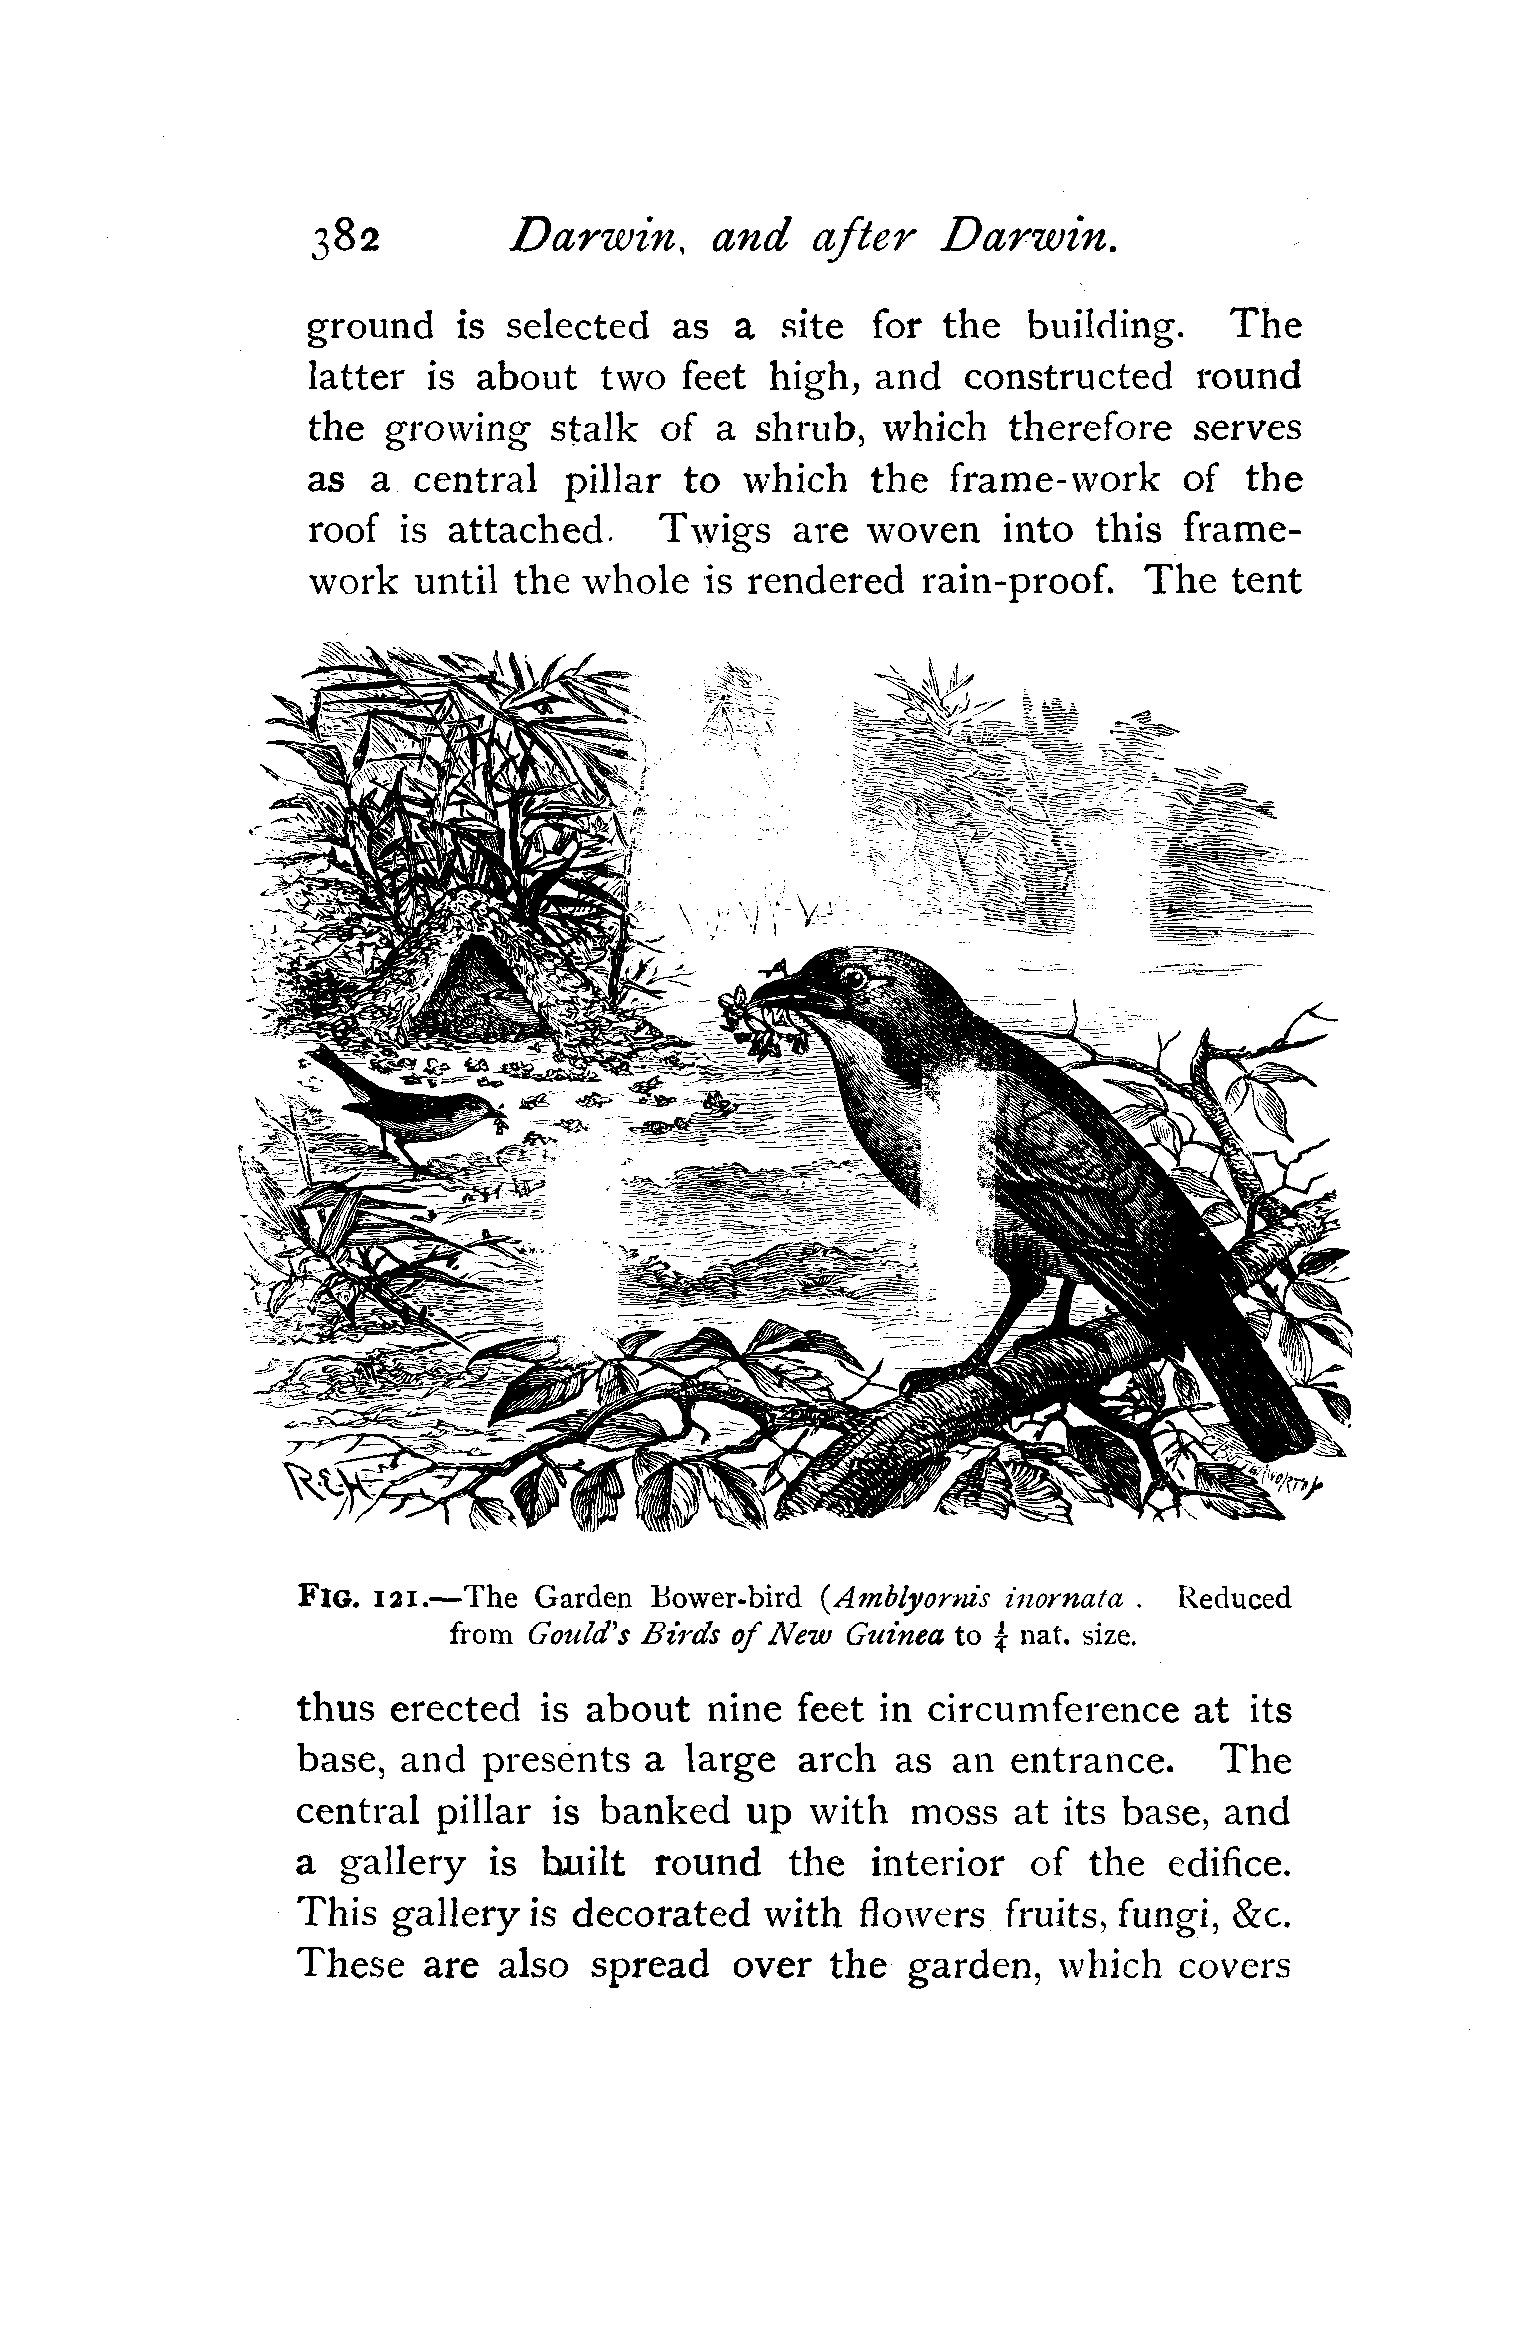 382 Darwin, and after Darwin.
ground is selected as a site for the building. The
latter is about two feet high, and constructed round
the growing stalk of a shrub, which therefore serves
as a central pillar to which the frame-work of the
roof is attached. Twigs are woven into this frame-
work until the whole is rendered rain-proof. The tent
R.E.H
FIG. 121.—The Garden Bower-bird (Amblyornis inornata . Reduced
from Gould's Birds of New Guinea to ¼ nat. size.
thus erected is about nine feet in circumference at its
base, and presents a large arch as an entrance. The
central pillar is banked up with moss at its base, and
a gallery is built round the interior of the edifice.
This gallery is decorated with flowers fruits, fungi, &c.
These are also spread over the garden, which covers